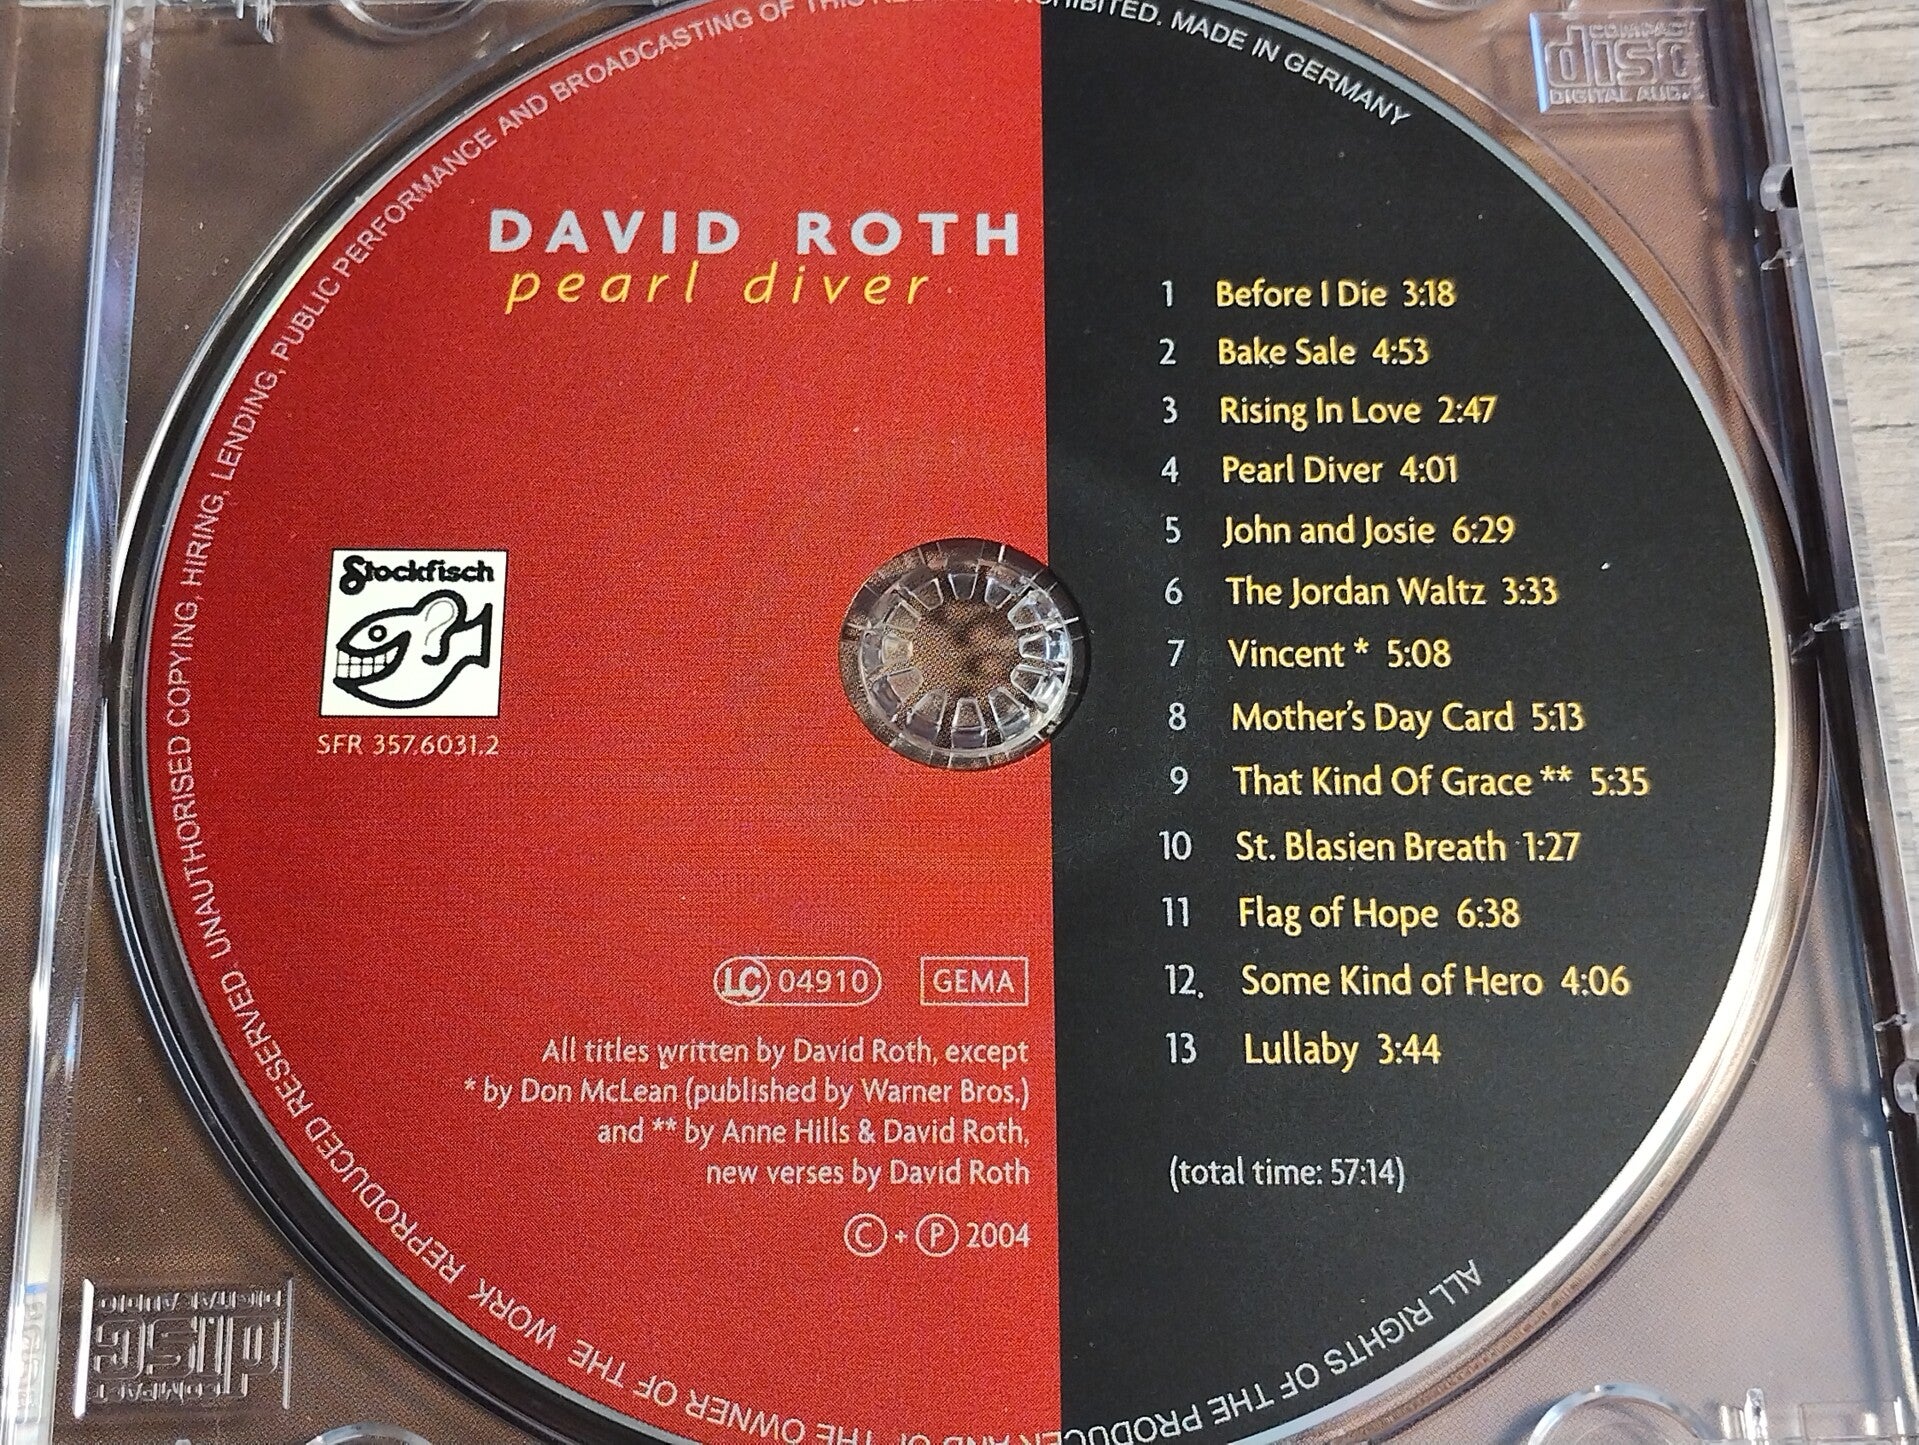 DAVID ROTH
pearl diver
Stockfisch
SFR 357.6031.2
LC 04910
GEMA
All titles written by David Roth, except
* by Don McLean (published by Warner Bros.)
and ** by Anne Hills & David Roth,
new verses by David Roth
© + ℗ 2004
1 Before I Die 3:18
2 Bake Sale 4:53
3 Rising In Love 2:47
4 Pearl Diver 4:01
5 John and Josie 6:29
6 The Jordan Waltz 3:33
7 Vincent * 5:08
8 Mother's Day Card 5:13
9 That Kind Of Grace ** 5:35
10 St. Blasien Breath 1:27
11 Flag of Hope 6:38
12. Some Kind of Hero 4:06
13 Lullaby 3:44
(total time: 57:14)
ALL RIGHTS OF THE PRODUCER AND OF THE OWNER OF THE WORK REPRODUCED RESERVED. UNAUTHORISED COPYING, HIRING, LENDING, PUBLIC PERFORMANCE AND BROADCASTING OF THIS PROHIBITED. MADE IN GERMANY
COMPACT
disc
DIGITAL AUDIO
COMPACT
disc
DIGITAL AUDIO